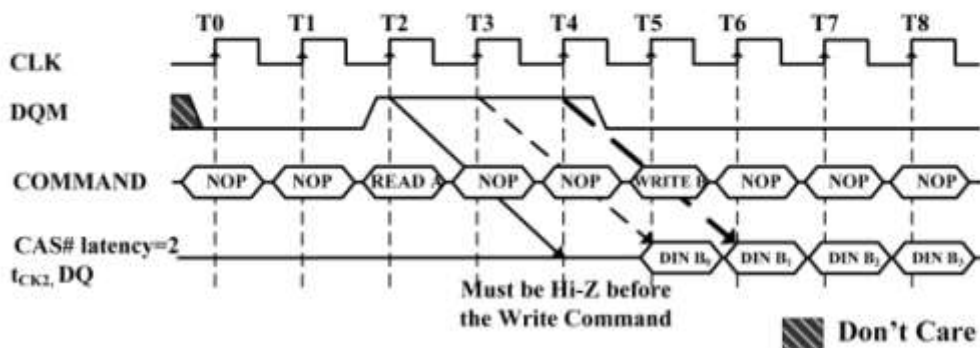 T0 T1 T2 T3 T4 T5 T6 T7 T8
CLK
DQM
COMMAND NOP NOP READ A NOP NOP WRITE B NOP NOP NOP
CAS# latency=2
tCK2, DQ DIN B0 DIN B1 DIN B2 DIN B3
Must be Hi-Z before
the Write Command
Don't Care